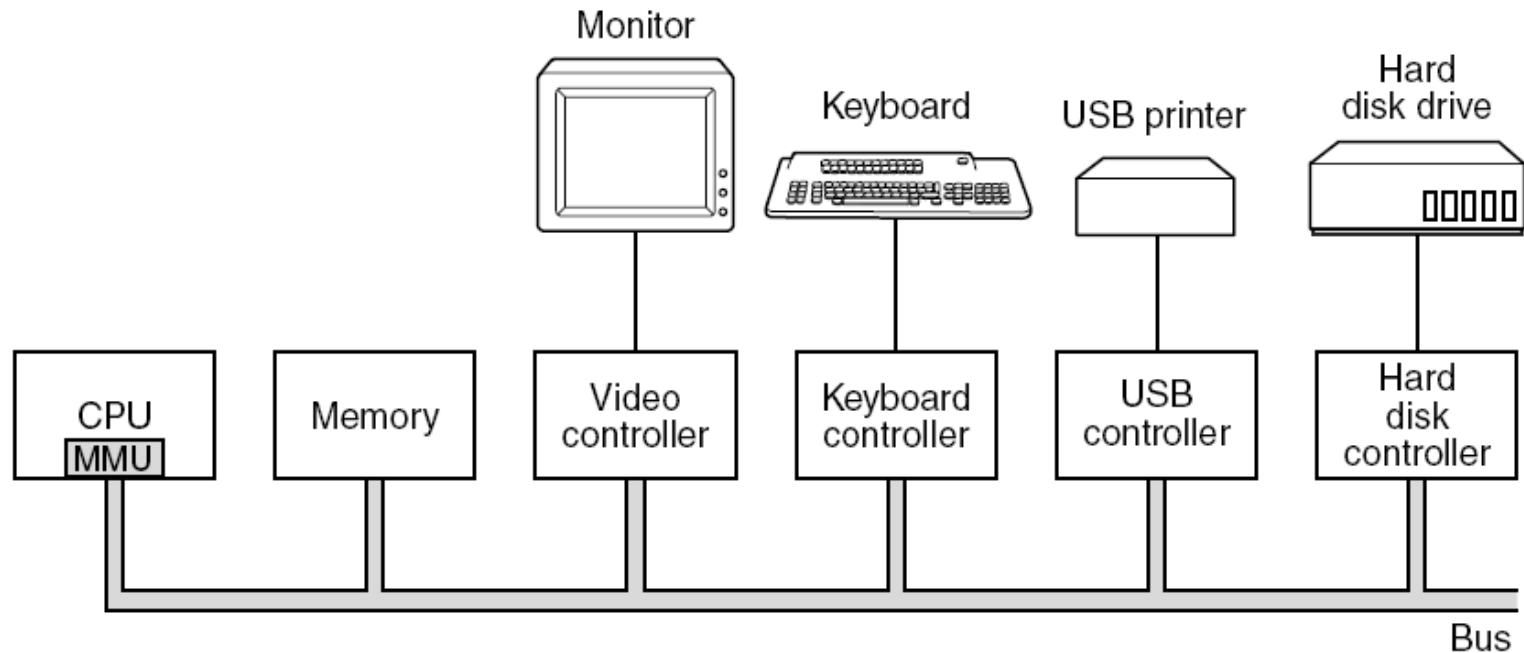 Monitor
Keyboard
USB printer
Hard
disk drive
CPU
MMU
Memory
Video
controller
Keyboard
controller
USB
controller
Hard
disk
controller
Bus